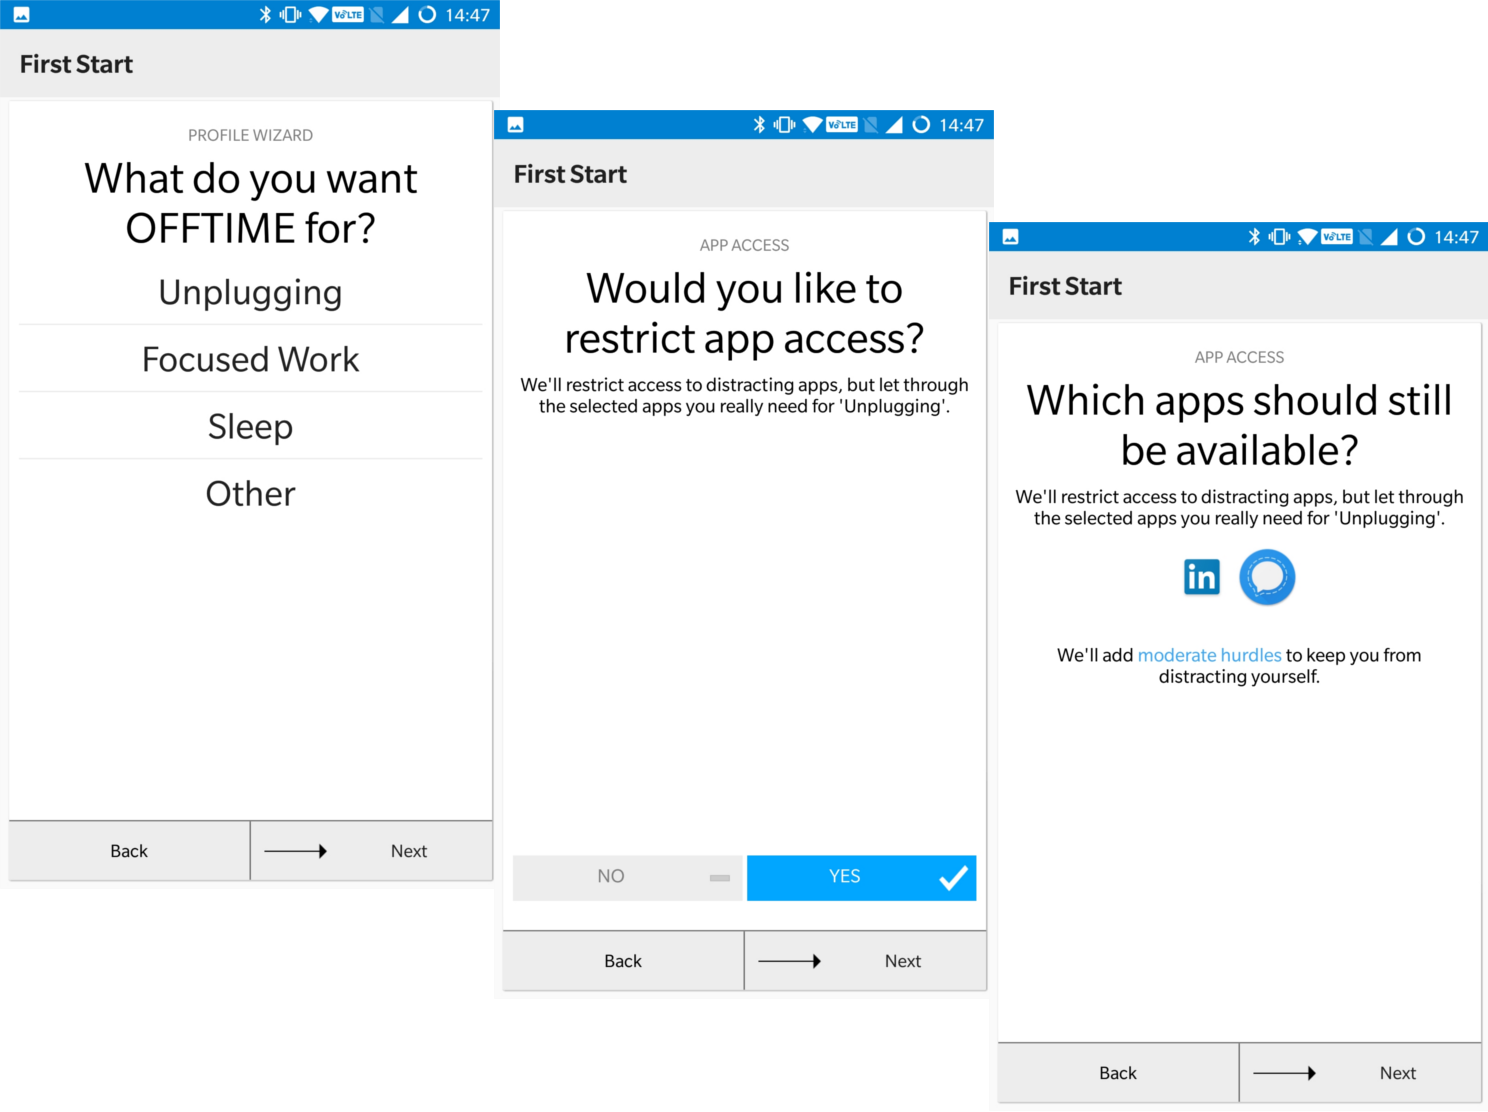 VoLTE 14:47
First Start
PROFILE WIZARD
What do you want
OFFTIME for?
Unplugging
Focused Work
Sleep
Other
Back
Next
VoLTE 14:47
First Start
APP ACCESS
Would you like to
restrict app access?
We'll restrict access to distracting apps, but let through
the selected apps you really need for 'Unplugging'.
NO
YES
Back
Next
VoLTE 14:47
First Start
APP ACCESS
Which apps should still
be available?
We'll restrict access to distracting apps, but let through
the selected apps you really need for 'Unplugging'.
in
We'll add moderate hurdles to keep you from
distracting yourself.
Back
Next